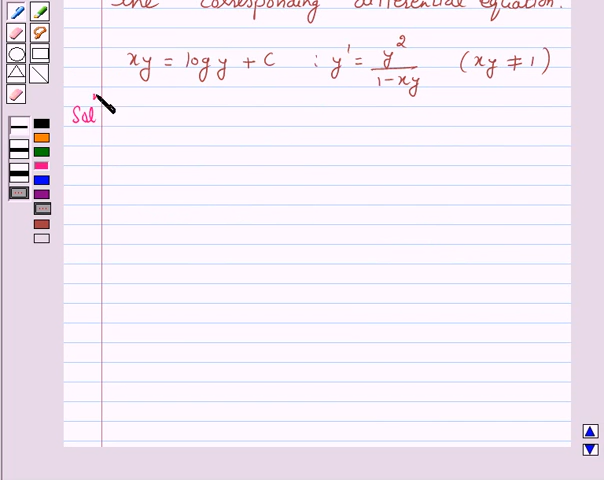 the corresponding differential equation.
xy = log y + C : y' = y²/(1-xy) (xy ≠ 1)
Sol